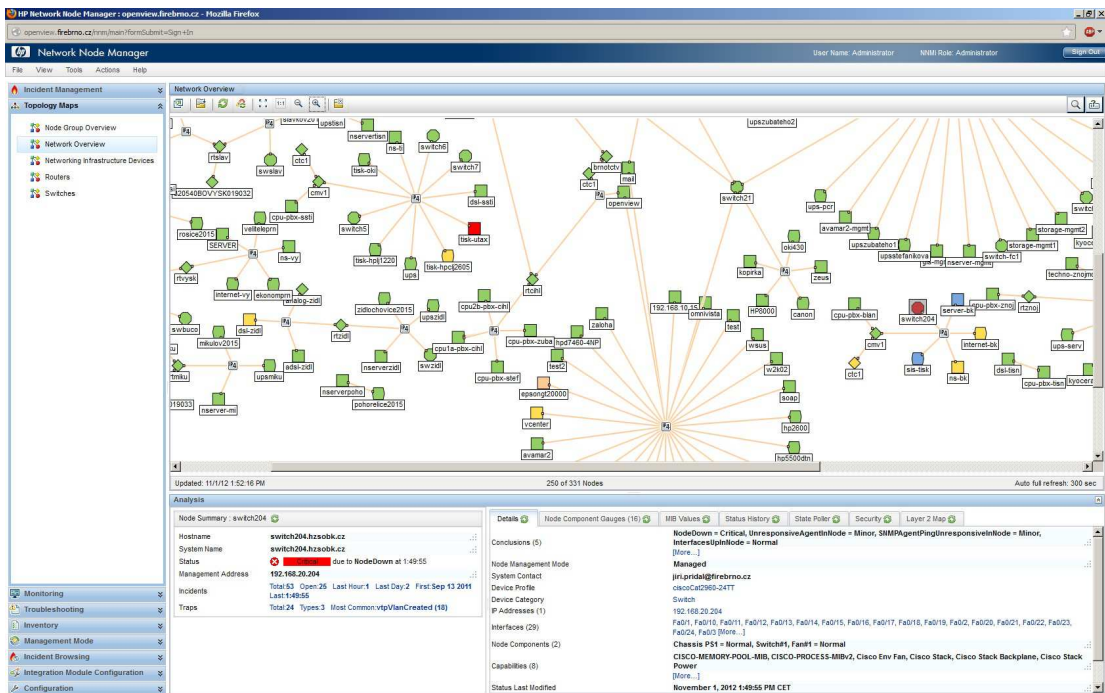 HP Network Node Manager : openview.firebrno.cz - Mozilla Firefox
openview.firebrno.cz/nnm/main?formSubmit=Sign+In
Network Node Manager
User Name: Administrator NNMi Role: Administrator Sign Out
File View Tools Actions Help
Incident Management
Topology Maps
Node Group Overview
Network Overview
Networking Infrastructure Devices
Routers
Switches
Monitoring
Troubleshooting
Inventory
Management Mode
Incident Browsing
Integration Module Configuration
Configuration
Network Overview
upstisn
nservertisn
ns-ti
switch6
upszubateho2
rtslav
swslav
ctc1
tisk-oki
switch7
brnotctv
mail
ctc1
320540BOVYSK019032
cmv1
dsl-ssti
openview
switch21
ups-pcr
cpu-pbx-ssti
rosice2015
veliteleprn
SERVER
switch5
tisk-utax
avamar2-mgmt
storage-mgmt2
oki430
upszubateho1
storage-mgmt1
ns-vy
tisk-hplj1220
ups
tisk-hpclj2605
upsstefanikova
nserver-mgmt
switch-fc1
rtvysk
kopirka
zeus
techno-znojmo
internet-vy
ekonomprn
analog-zidl
rtcihl
zidlochovice2015
upszidl
cpu2b-pbx-cihl
192.168.10.15
omnivista
HP8000
canon
cpu-pbx-blan
switch204
server-bk
cpu-pbx-znoj
rtznoj
swbuco
dsl-zidl
rtzidl
zaloha
test
mikulov2015
cpu1a-pbx-cihl
cpu-pbx-zuba
hpd7460-4NP
wsus
cmv1
internet-bk
ups-serv
rtmiku
upsmiku
adsl-zidl
nserverzidl
swzidl
test2
w2k02
ctc1
sis-tisk
dsl-tisn
cpu-pbx-stef
ns-bk
cpu-pbx-tisn
kyocera
019033
nserver-mi
nserverpoho
pohorelice2015
epsongt20000
soap
vcenter
hp2600
avamar2
hp5500dtn
Updated: 11/1/12 1:52:16 PM 250 of 331 Nodes Auto full refresh: 300 sec
Analysis
Node Summary : switch204
Hostname switch204.hzsobk.cz
System Name switch204.hzsobk.cz
Status Critical due to NodeDown at 1:49:55
Management Address 192.168.20.204
Incidents Total:53 Open:25 Last Hour:1 Last Day:2 First:Sep 13 2011
Last:1:49:55
Traps Total:24 Types:3 Most Common:vtpVlanCreated (18)
Details Node Component Gauges (16) MIB Values Status History State Poller Security Layer 2 Map
Conclusions (5) NodeDown = Critical, UnresponsiveAgentInNode = Minor, SNMPAgentPingUnresponsiveInNode = Minor,
InterfacesUpInNode = Normal
[More...]
Node Management Mode Managed
System Contact jiri.pridal@firebrno.cz
Device Profile ciscoCat2960-24TT
Device Category Switch
IP Addresses (1) 192.168.20.204
Interfaces (29) Fa0/1, Fa0/10, Fa0/11, Fa0/12, Fa0/13, Fa0/14, Fa0/15, Fa0/16, Fa0/17, Fa0/18, Fa0/19, Fa0/2, Fa0/20, Fa0/21, Fa0/22, Fa0/23,
Fa0/24, Fa0/3 [More...]
Node Components (2) Chassis PS1 = Normal, Switch#1, Fan#1 = Normal
Capabilities (8) CISCO-MEMORY-POOL-MIB, CISCO-PROCESS-MIBv2, Cisco Env Fan, Cisco Stack, Cisco Stack Backplane, Cisco Stack
Power
[More...]
Status Last Modified November 1, 2012 1:49:55 PM CET